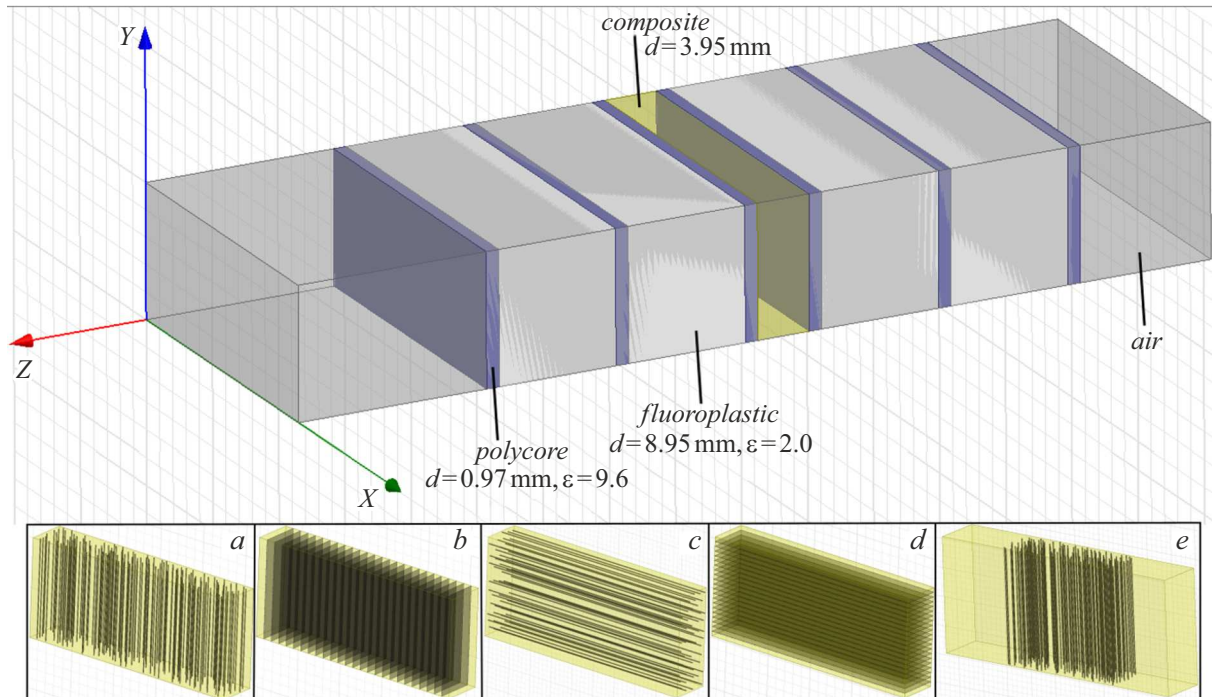 composite
d=3.95 mm
Y
Z
X
air
fluoroplastic
d=8.95 mm, ε=2.0
polycore
d=0.97 mm, ε=9.6
a
b
c
d
e